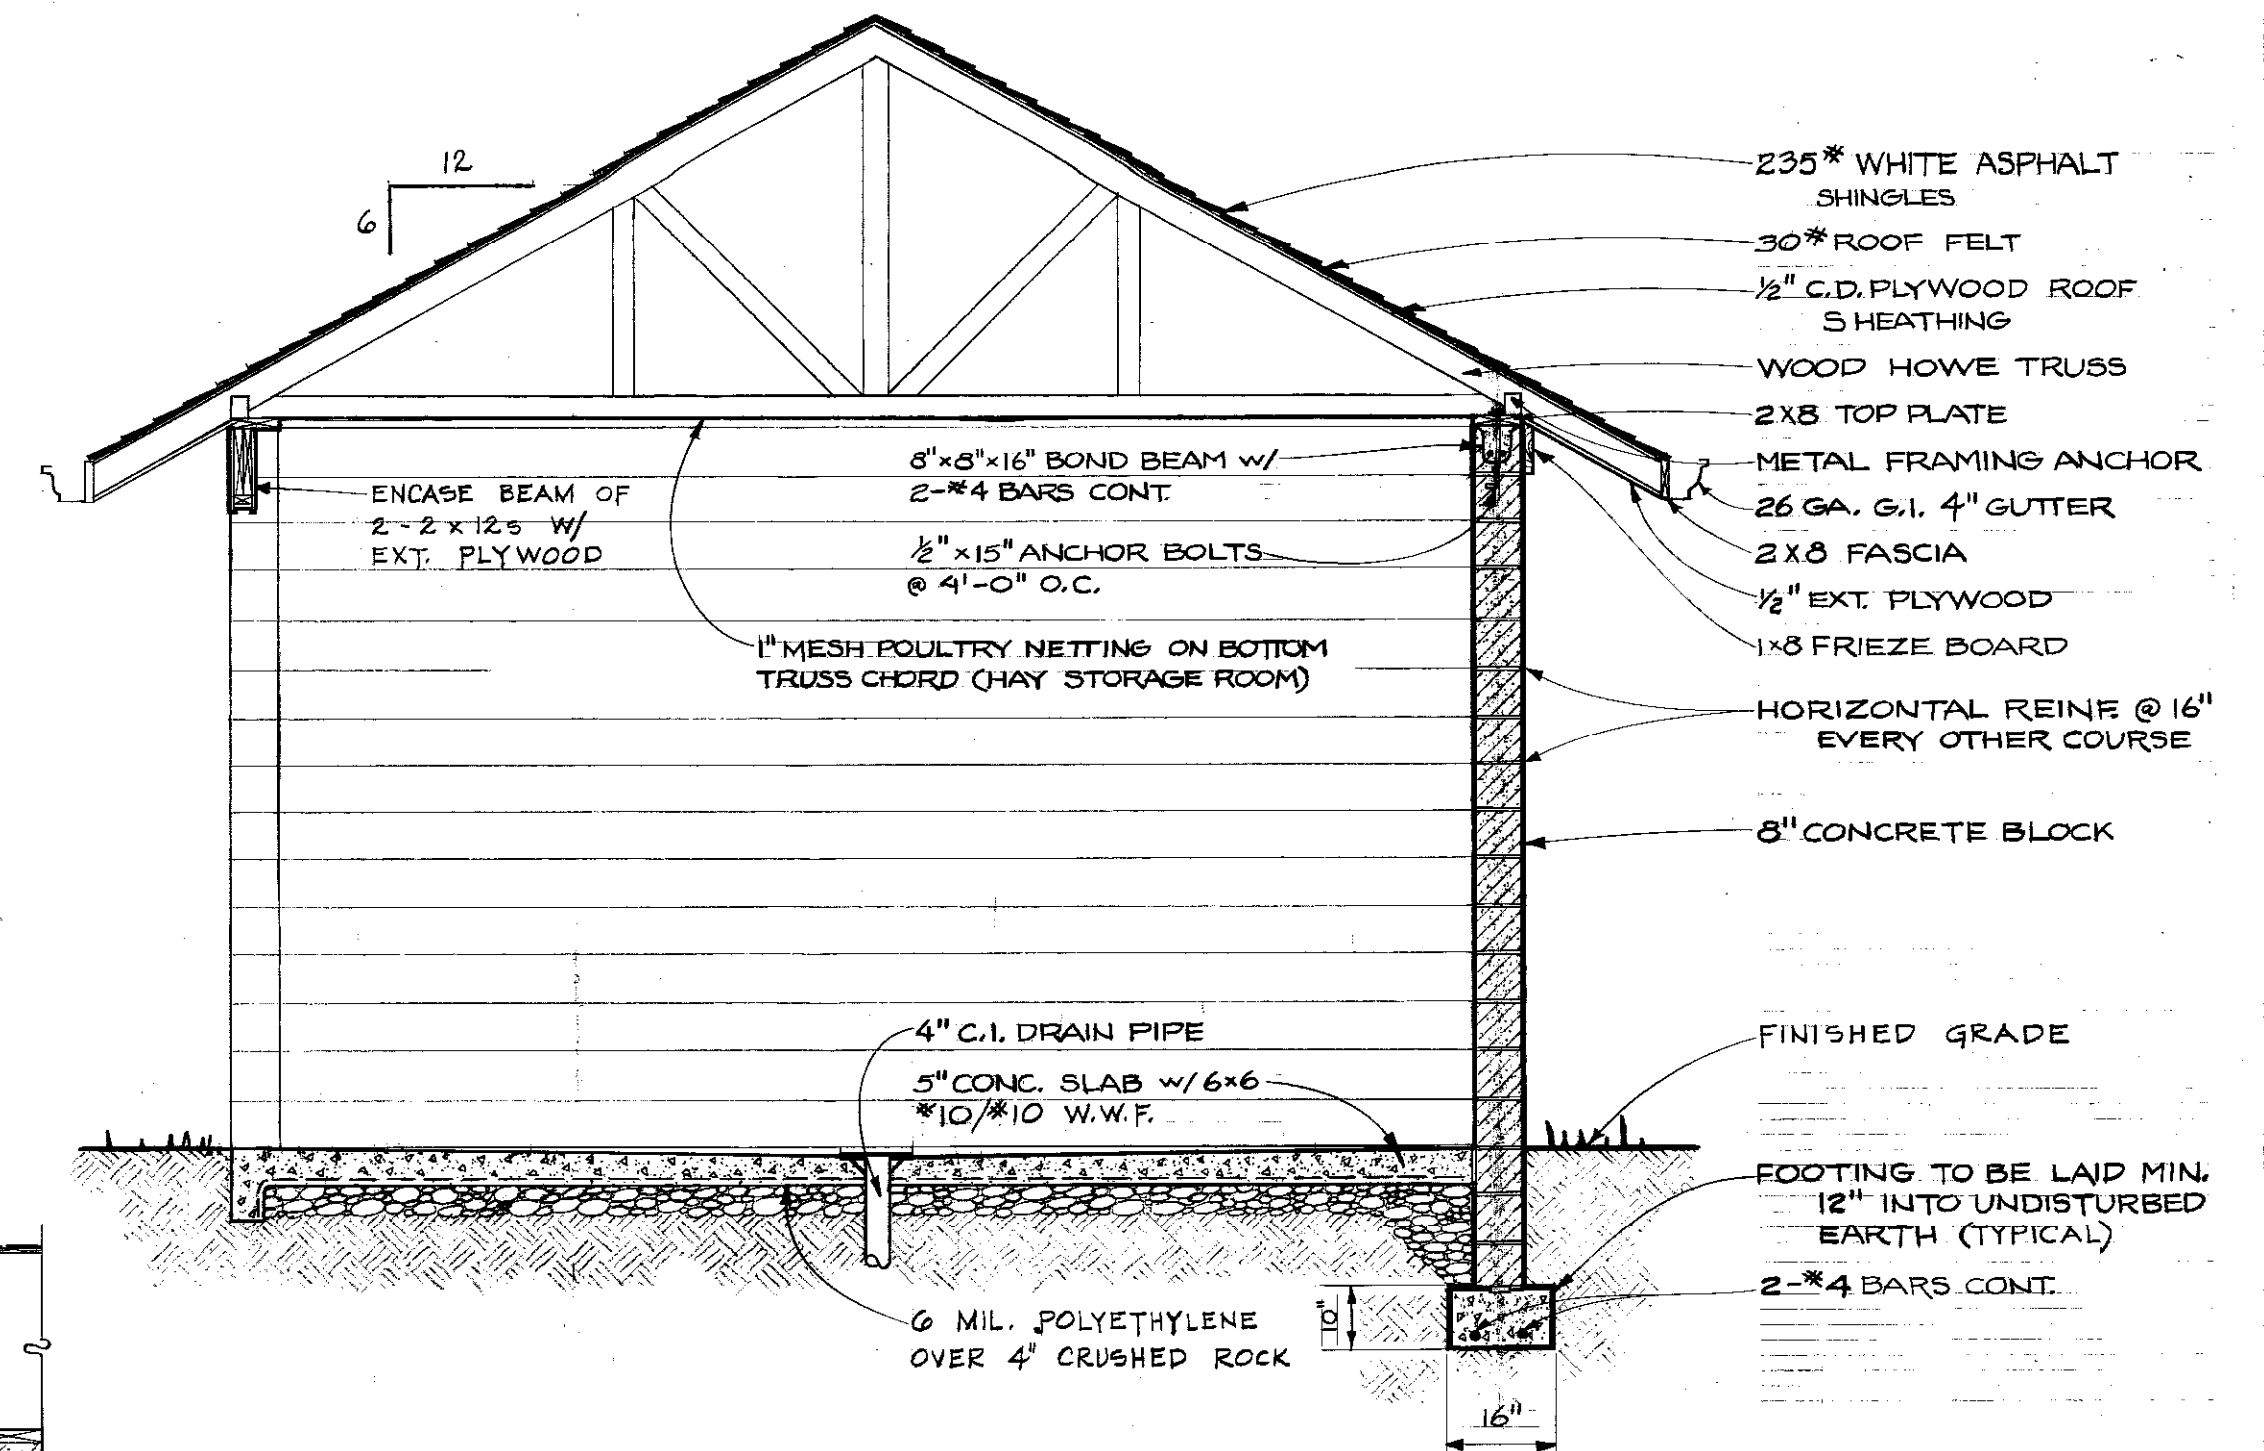 12
6
235# WHITE ASPHALT
SHINGLES
30# ROOF FELT
½" C.D. PLYWOOD ROOF
SHEATHING
WOOD HOWE TRUSS
2X8 TOP PLATE
METAL FRAMING ANCHOR
26 GA. G.I. 4" GUTTER
2X8 FASCIA
½" EXT. PLYWOOD
1x8 FRIEZE BOARD
HORIZONTAL REINF. @ 16"
EVERY OTHER COURSE
8" CONCRETE BLOCK
FINISHED GRADE
FOOTING TO BE LAID MIN.
12" INTO UNDISTURBED
EARTH (TYPICAL)
2-#4 BARS CONT.
ENCASE BEAM OF
2-2x12s W/
EXT. PLYWOOD
8"x8"x16" BOND BEAM w/
2-#4 BARS CONT.
½"x15" ANCHOR BOLTS
@ 4'-0" O.C.
1" MESH POULTRY NETTING ON BOTTOM
TRUSS CHORD (HAY STORAGE ROOM)
4" C.I. DRAIN PIPE
5" CONC. SLAB w/ 6x6
#10/#10 W.W.F.
6 MIL. POLYETHYLENE
OVER 4" CRUSHED ROCK
10"
16"